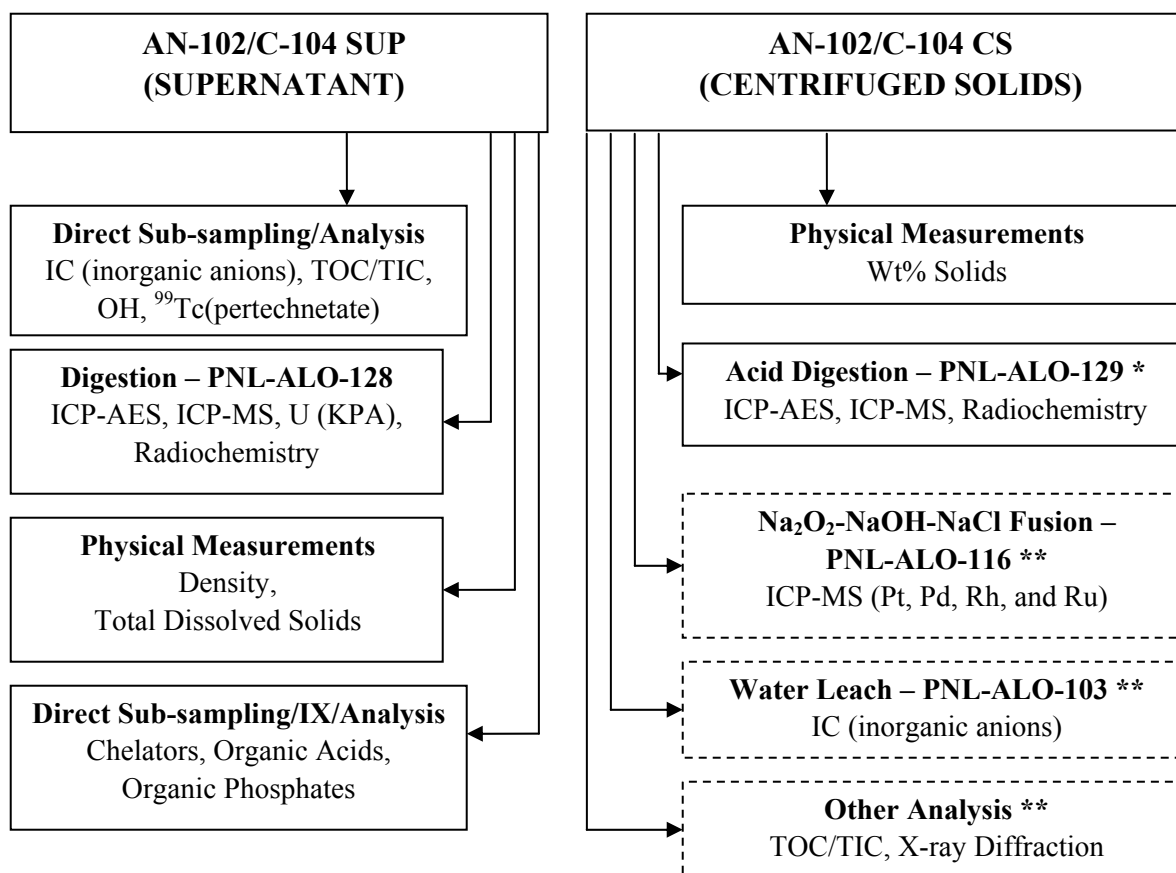 AN-102/C-104 SUP
(SUPERNATANT)
Direct Sub-sampling/Analysis
IC (inorganic anions), TOC/TIC,
OH, ⁹⁹Tc(pertechnetate)
Digestion – PNL-ALO-128
ICP-AES, ICP-MS, U (KPA),
Radiochemistry
Physical Measurements
Density,
Total Dissolved Solids
Direct Sub-sampling/IX/Analysis
Chelators, Organic Acids,
Organic Phosphates
AN-102/C-104 CS
(CENTRIFUGED SOLIDS)
Physical Measurements
Wt% Solids
Acid Digestion – PNL-ALO-129 *
ICP-AES, ICP-MS, Radiochemistry
Na₂O₂-NaOH-NaCl Fusion –
PNL-ALO-116 **
ICP-MS (Pt, Pd, Rh, and Ru)
Water Leach – PNL-ALO-103 **
IC (inorganic anions)
Other Analysis **
TOC/TIC, X-ray Diffraction